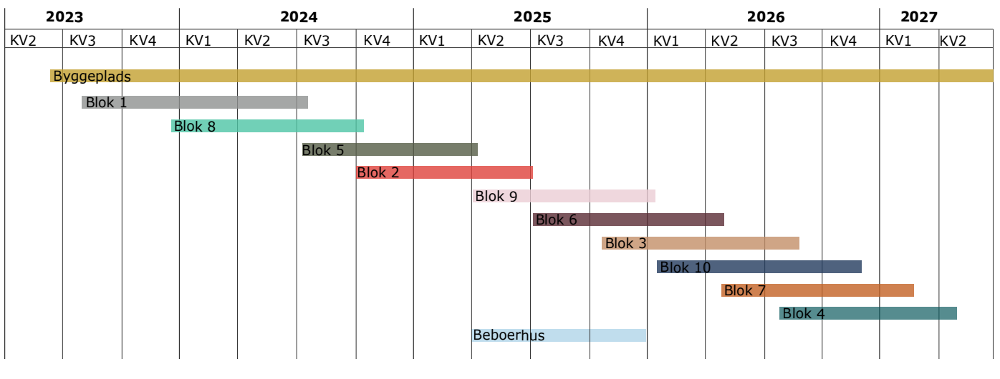 2023 2024 2025 2026 2027
KV2 KV3 KV4 KV1 KV2 KV3 KV4 KV1 KV2 KV3 KV4 KV1 KV2 KV3 KV4 KV1 KV2
Byggeplads
Blok 1
Blok 8
Blok 5
Blok 2
Blok 9
Blok 6
Blok 3
Blok 10
Blok 7
Blok 4
Beboerhus